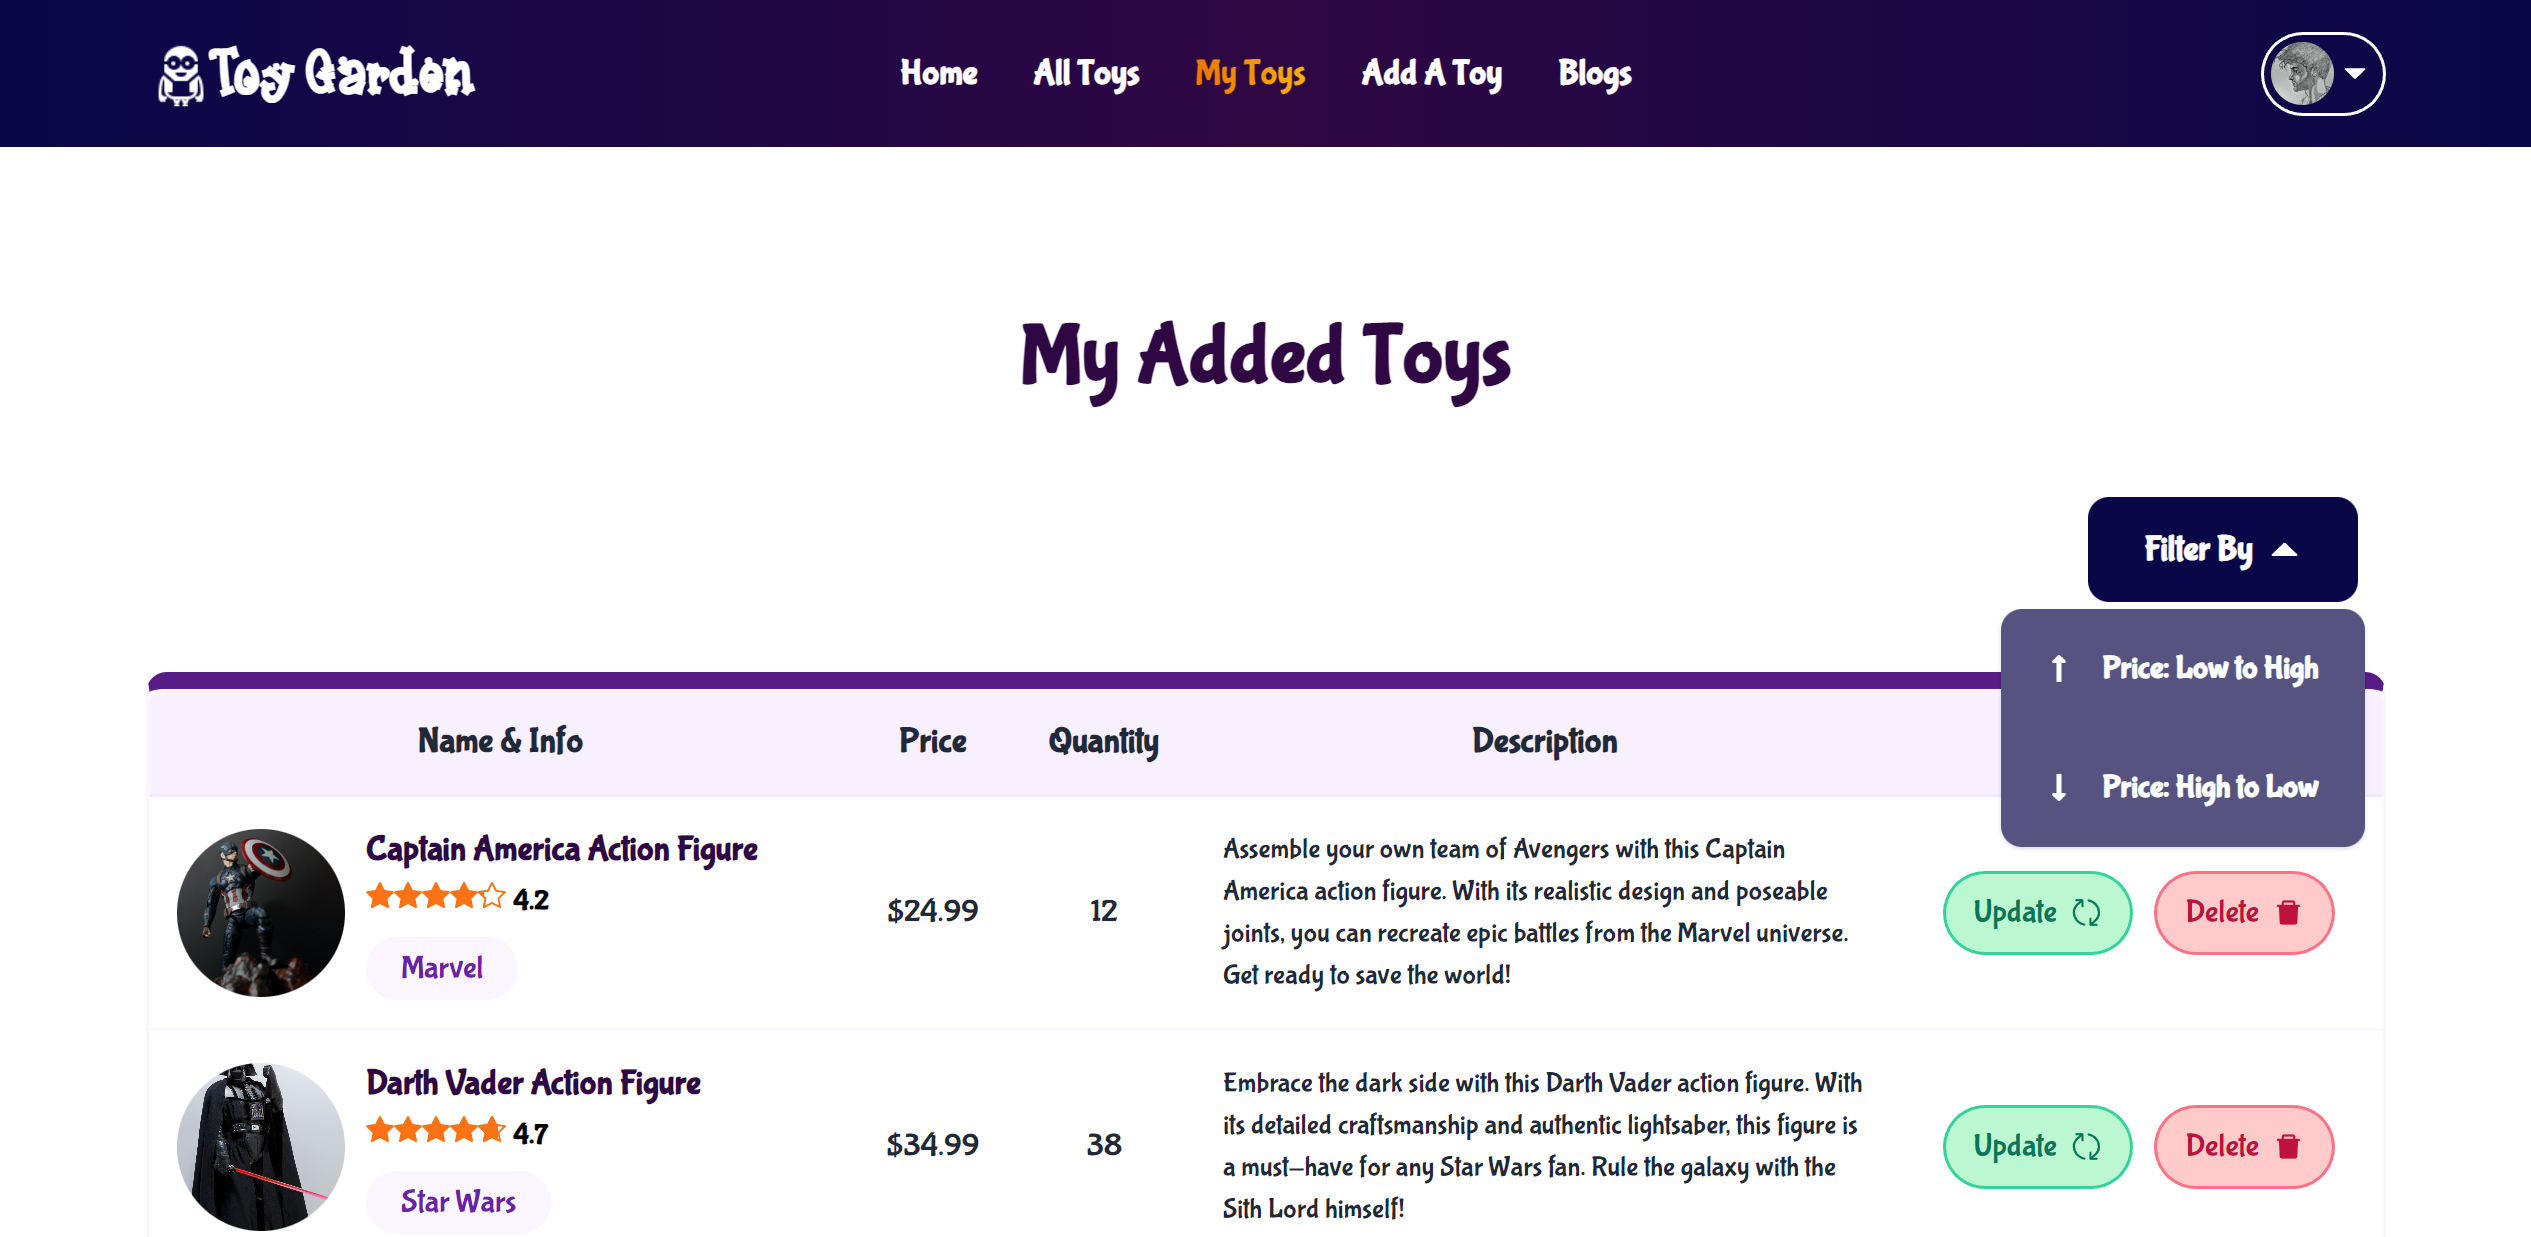 Toy Garden
Home All Toys My Toys Add A Toy Blogs
My Added Toys
Filter By
Price: Low to High
Price: High to Low
Name & Info Price Quantity Description
Captain America Action Figure
4.2
Marvel
$24.99
12
Assemble your own team of Avengers with this Captain
America action figure. With its realistic design and poseable
joints, you can recreate epic battles from the Marvel universe.
Get ready to save the world!
Update
Delete
Darth Vader Action Figure
4.7
Star Wars
$34.99
38
Embrace the dark side with this Darth Vader action figure. With
its detailed craftsmanship and authentic lightsaber, this figure is
a must-have for any Star Wars fan. Rule the galaxy with the
Sith Lord himself!
Update
Delete